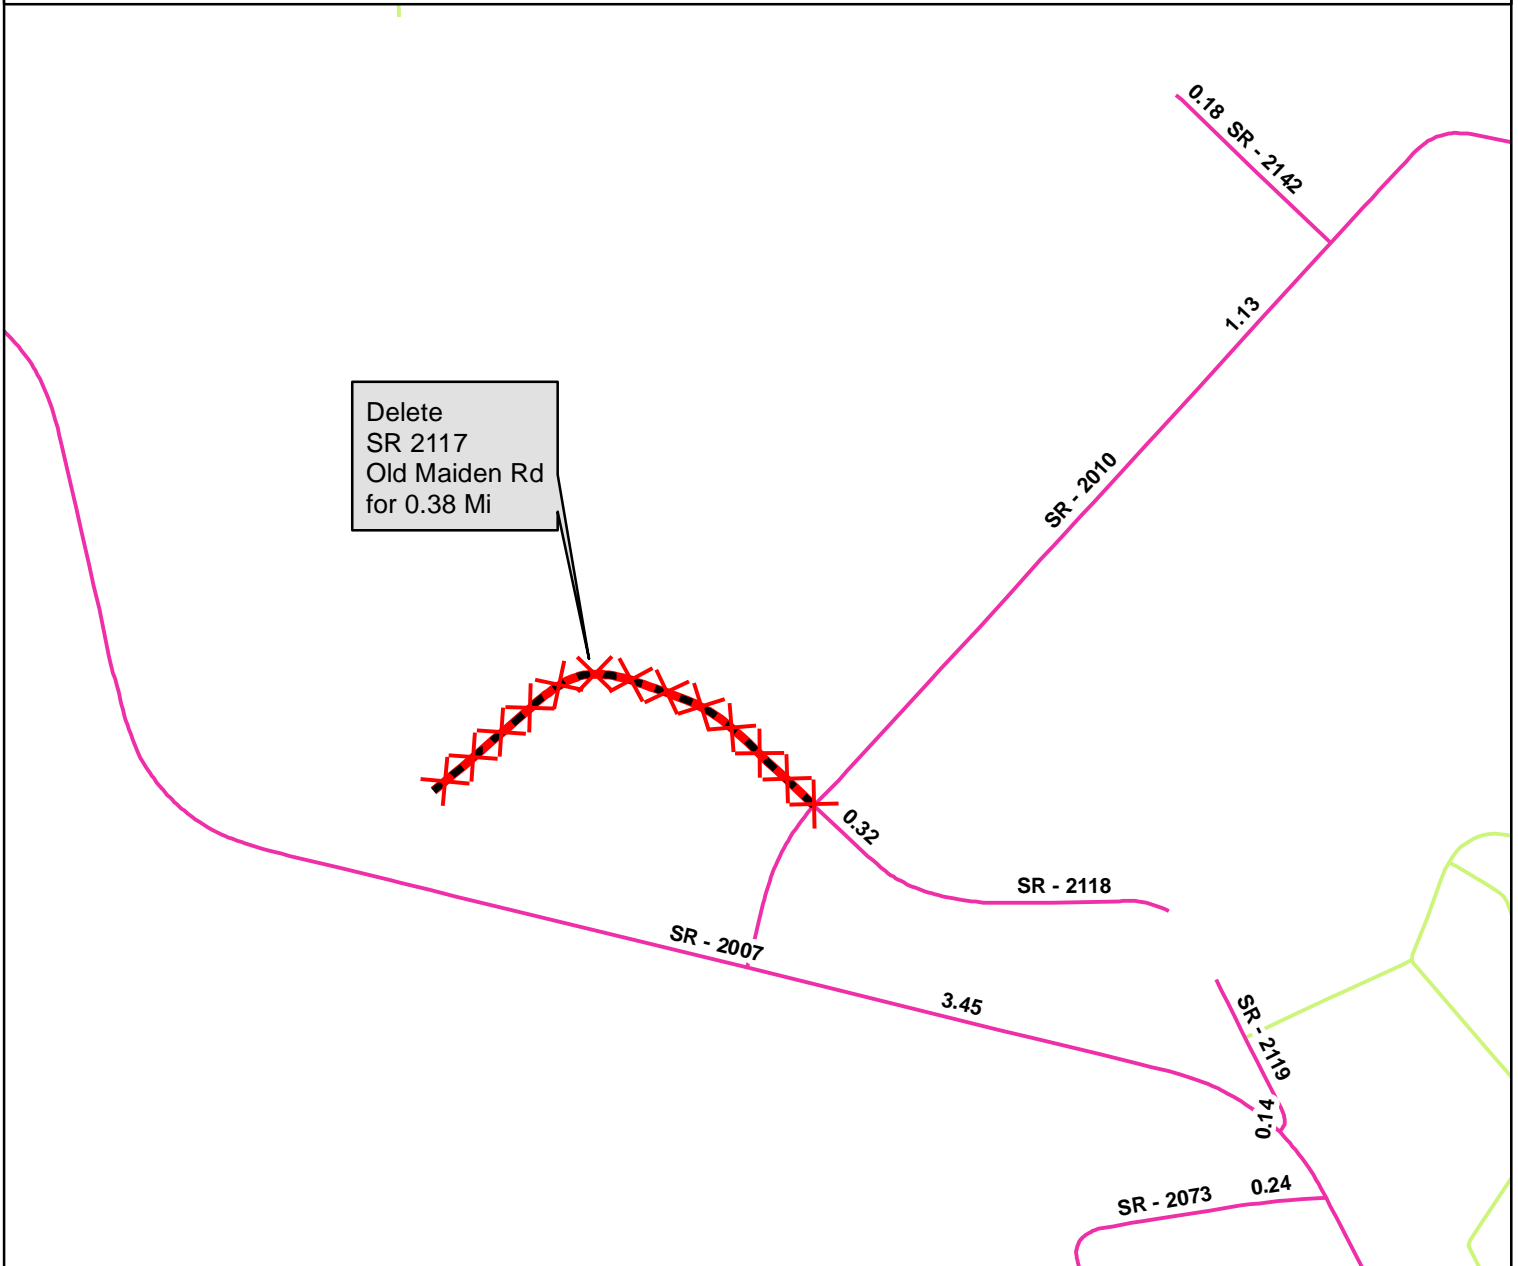 0.18 SR - 2142
1.13
SR - 2010
Delete
SR 2117
Old Maiden Rd
for 0.38 Mi
0.32
SR - 2118
SR - 2007
3.45
SR - 2119
0.14
SR - 2073 0.24